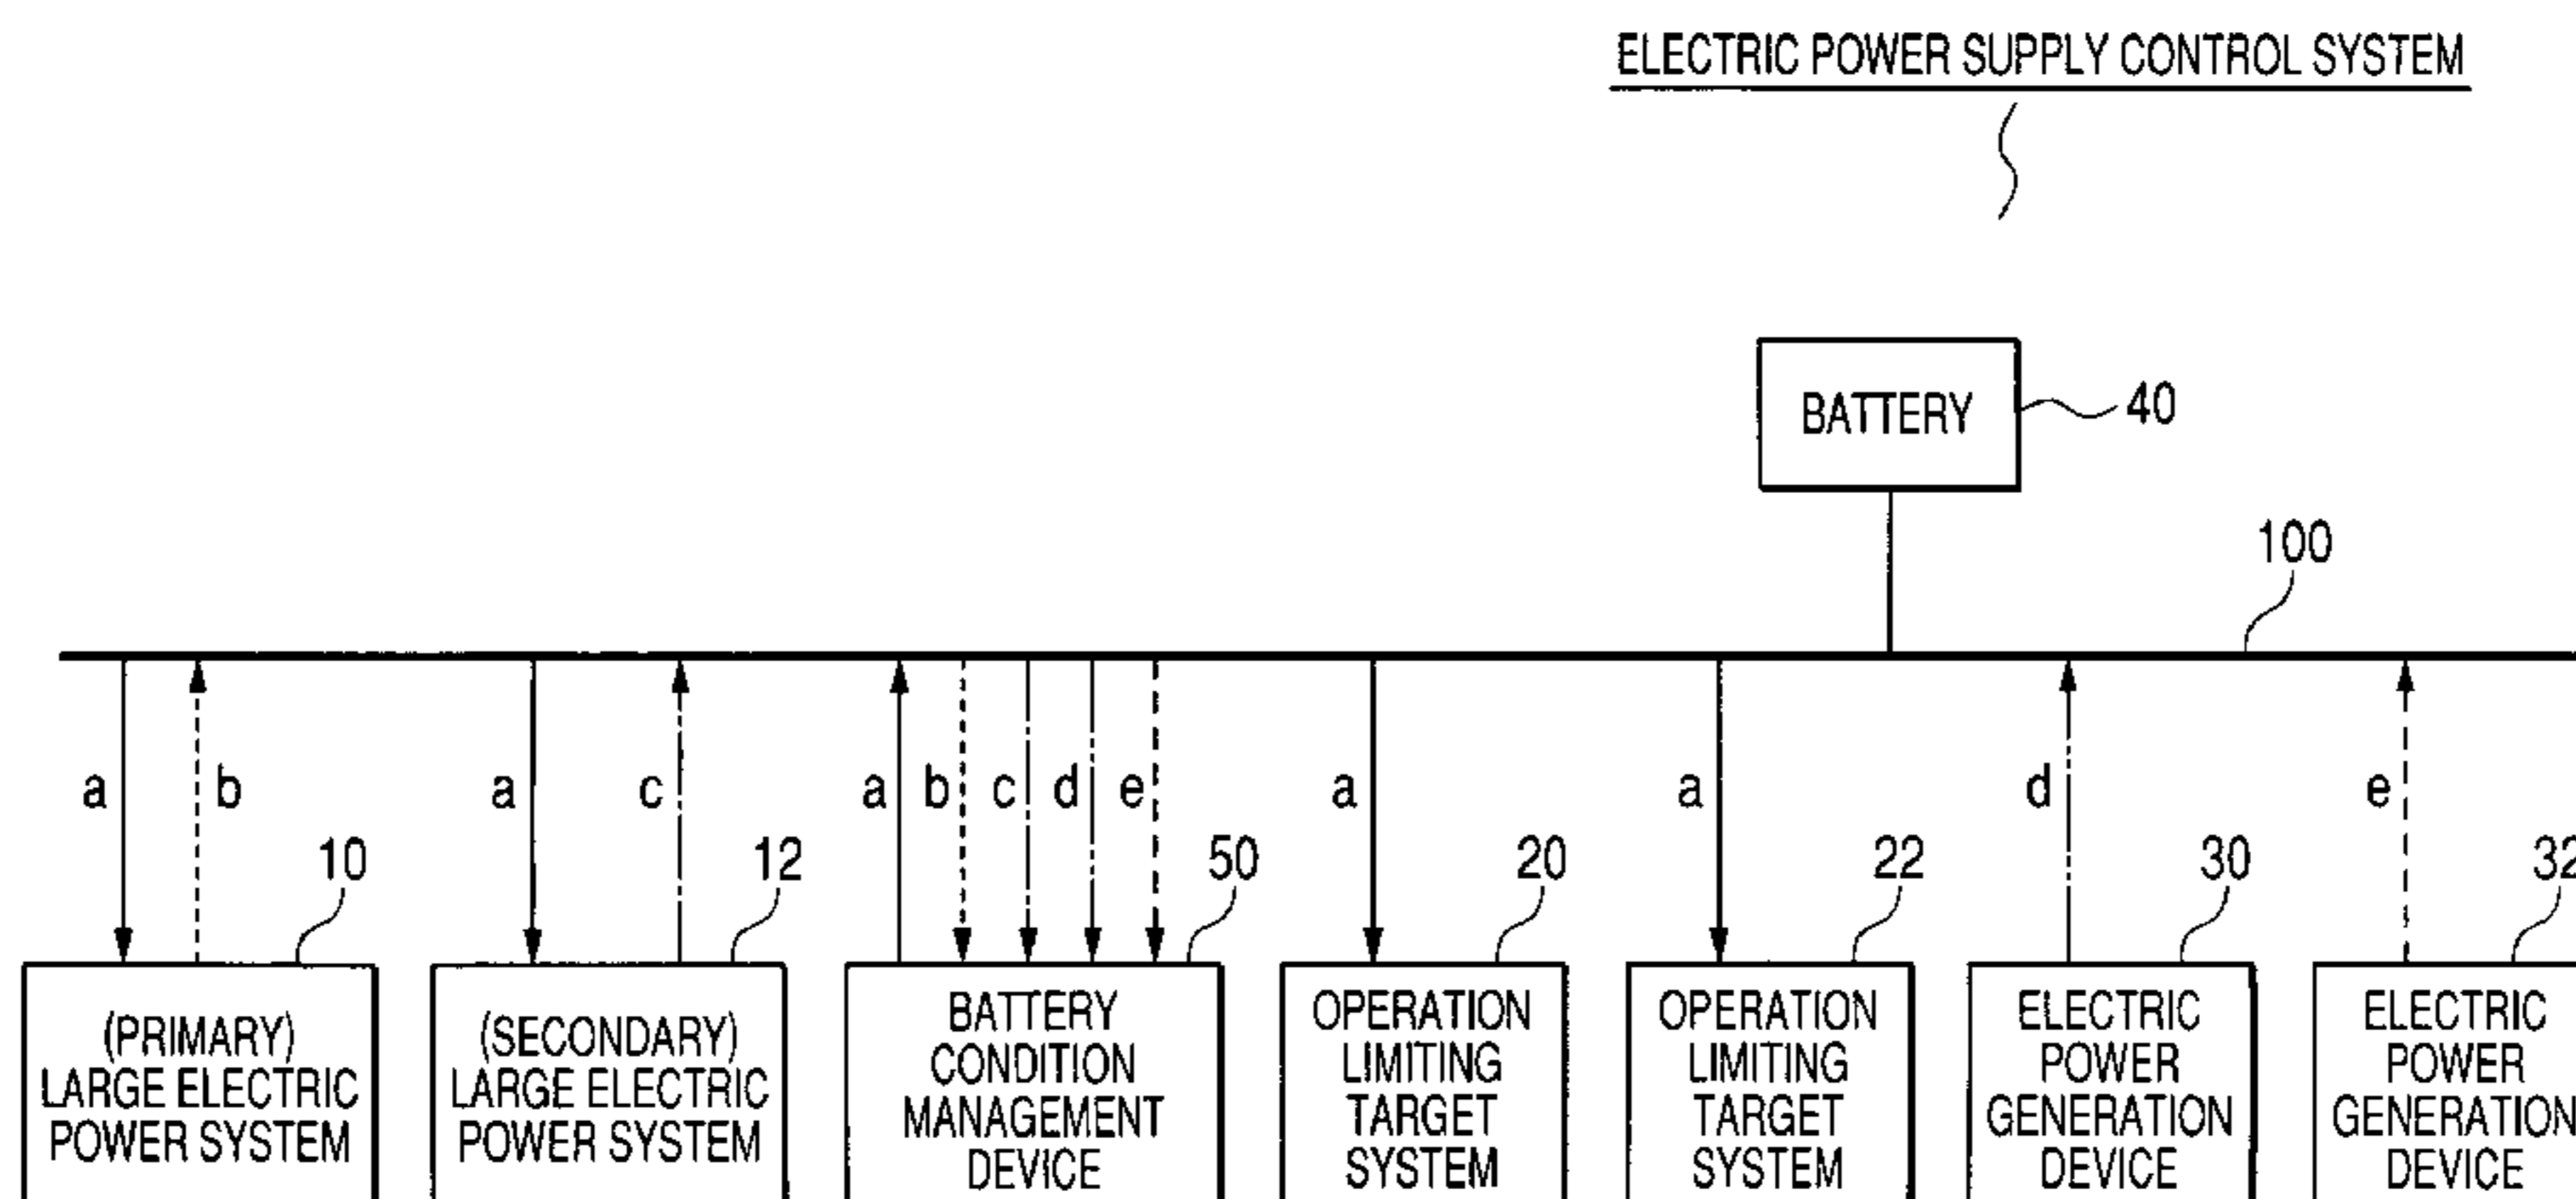 ELECTRIC POWER SUPPLY CONTROL SYSTEM
BATTERY
40
100
a
b
a
c
a
b
c
d
e
a
a
d
e
10
12
50
20
22
30
32
(PRIMARY)
LARGE ELECTRIC
POWER SYSTEM
(SECONDARY)
LARGE ELECTRIC
POWER SYSTEM
BATTERY
CONDITION
MANAGEMENT
DEVICE
OPERATION
LIMITING
TARGET
SYSTEM
OPERATION
LIMITING
TARGET
SYSTEM
ELECTRIC
POWER
GENERATION
DEVICE
ELECTRIC
POWER
GENERATION
DEVICE